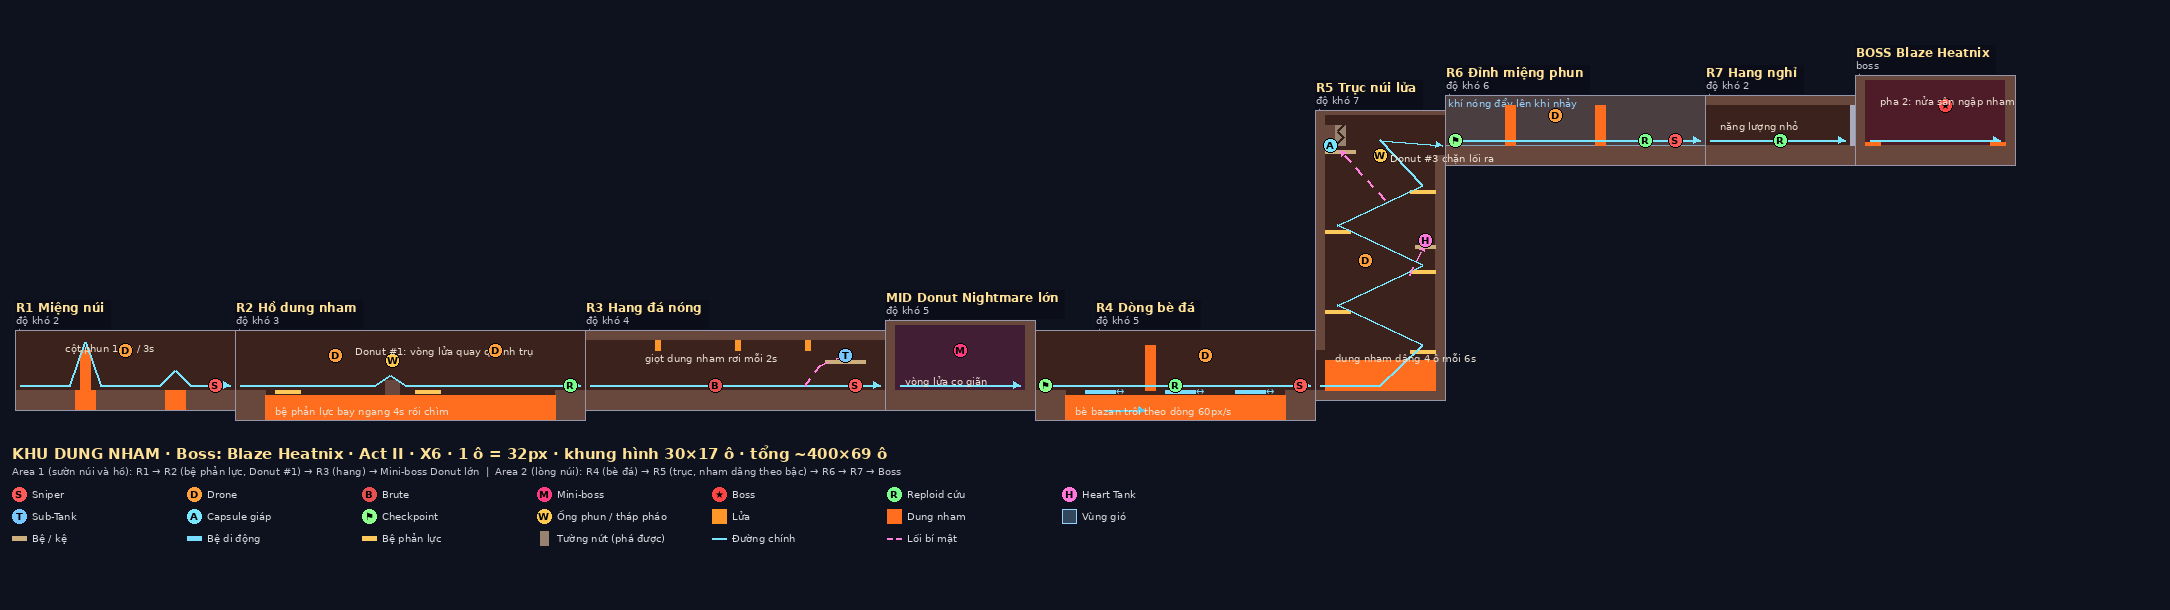 BOSS Blaze Heatnix
boss
pha 2: nửa sân ngập nham
R6 Đỉnh miệng phun
độ khó 6
khí nóng đẩy lên khi nhảy
D
R
S
R7 Hang nghỉ
độ khó 2
năng lượng nhỏ
R
R5 Trục núi lửa
độ khó 7
A
W
Donut #3 chặn lối ra
H
D
dung nham dâng 4 ô mỗi 6s
R1 Miệng núi
độ khó 2
cột phun 1 / 3s
D
S
R2 Hồ dung nham
độ khó 3
D
Donut #1: vòng lửa quay quanh trụ
W
D
R
bệ phản lực bay ngang 4s rồi chìm
R3 Hang đá nóng
độ khó 4
giọt dung nham rơi mỗi 2s
T
B
S
MID Donut Nightmare lớn
độ khó 5
M
vòng lửa co giãn
R4 Dòng bè đá
độ khó 5
D
R
S
bè bazan trôi theo dòng 60px/s
KHU DUNG NHAM · Boss: Blaze Heatnix · Act II · X6 · 1 ô = 32px · khung hình 30×17 ô · tổng ~400×69 ô
Area 1 (sườn núi và hồ): R1 → R2 (bệ phản lực, Donut #1) → R3 (hang) → Mini-boss Donut lớn | Area 2 (lòng núi): R4 (bè đá) → R5 (trục, nham dâng theo bậc) → R6 → R7 → Boss
S Sniper D Drone B Brute M Mini-boss ★ Boss R Reploid cứu H Heart Tank
T Sub-Tank A Capsule giáp ⚑ Checkpoint W Ống phun / tháp pháo Lửa Dung nham Vùng gió
Bệ / kệ Bệ di động Bệ phản lực Tường nứt (phá được) Đường chính Lối bí mật